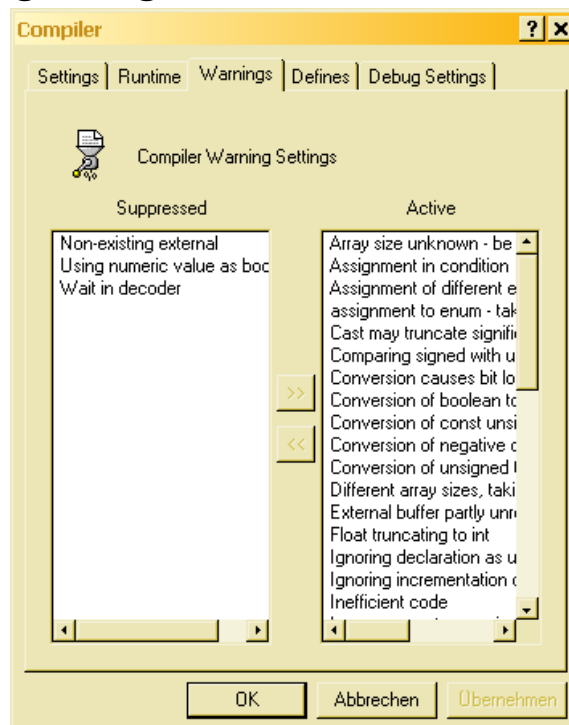 Compiler
Settings
Runtime
Warnings
Defines
Debug Settings
Compiler Warning Settings
Suppressed
Non-existing external
Using numeric value as boo
Wait in decoder
>>
<<
Active
Array size unknown - be
Assignment in condition
Assignment of different e
assignment to enum - tak
Cast may truncate signifi
Comparing signed with u
Conversion causes bit lo
Conversion of boolean to
Conversion of const unsi
Conversion of negative c
Conversion of unsigned
Different array sizes, taki
External buffer partly unr
Float truncating to int
Ignoring declaration as u
Ignoring incrementation o
Inefficient code
OK
Abbrechen
Übernehmen